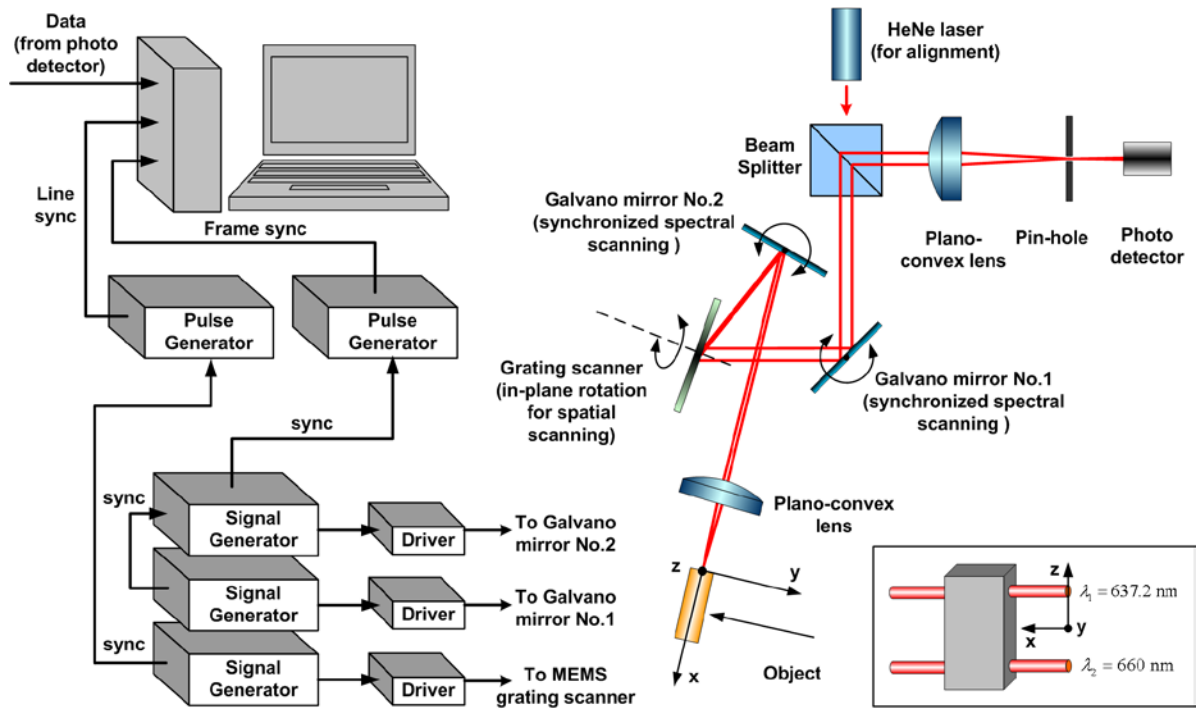 Data
(from photo
detector)
Line
sync
Frame sync
Pulse
Generator
Pulse
Generator
sync
sync
Signal
Generator
Driver
To Galvano
mirror No.2
Signal
Generator
Driver
To Galvano
mirror No.1
sync
Signal
Generator
Driver
To MEMS
grating scanner
HeNe laser
(for alignment)
Beam
Splitter
Galvano mirror No.2
(synchronized spectral
scanning )
Plano-
convex lens
Pin-hole
Photo
detector
Grating scanner
(in-plane rotation
for spatial
scanning)
Galvano mirror No.1
(synchronized spectral
scanning )
Plano-convex
lens
z
y
x
Object
z
λ₁ = 637.2 nm
x
y
λ₂ = 660 nm